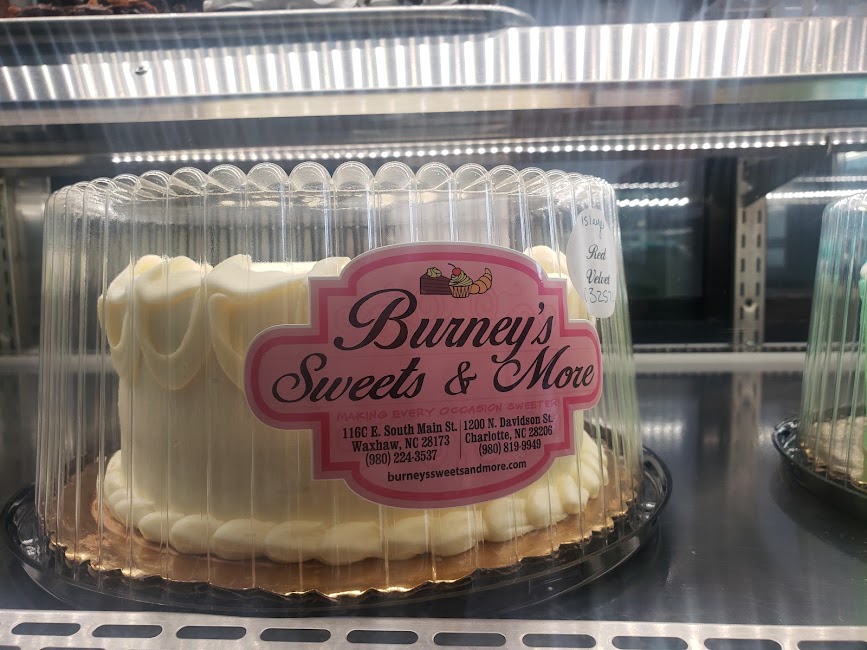 Burney's
Sweets & More
MAKING EVERY OCCASION SWEETER
116C E. South Main St.
Waxhaw, NC 28173
(980) 224-3537
1200 N. Davidson St.
Charlotte, NC 28206
(980) 819-9949
burneyssweetsandmore.com
Red
Velvet